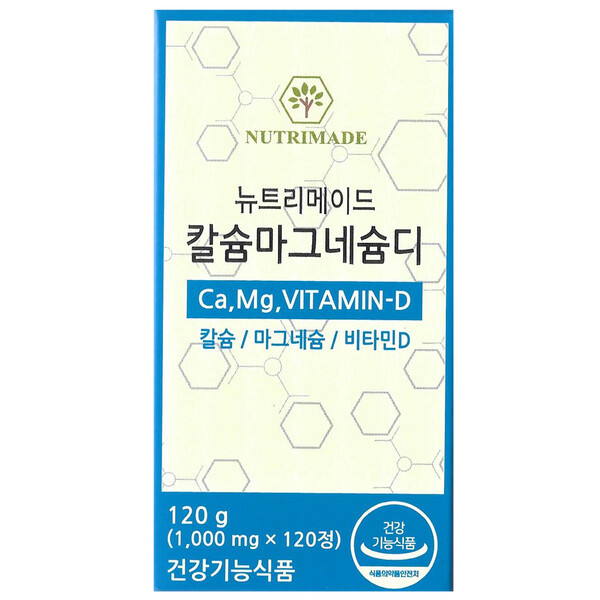 NUTRIMADE
뉴트리메이드
칼슘마그네슘디
Ca,Mg,VITAMIN-D
칼슘 / 마그네슘 / 비타민D
120 g
(1,000 mg × 120정)
건강기능식품
건강
기능식품
식품의약품안전처